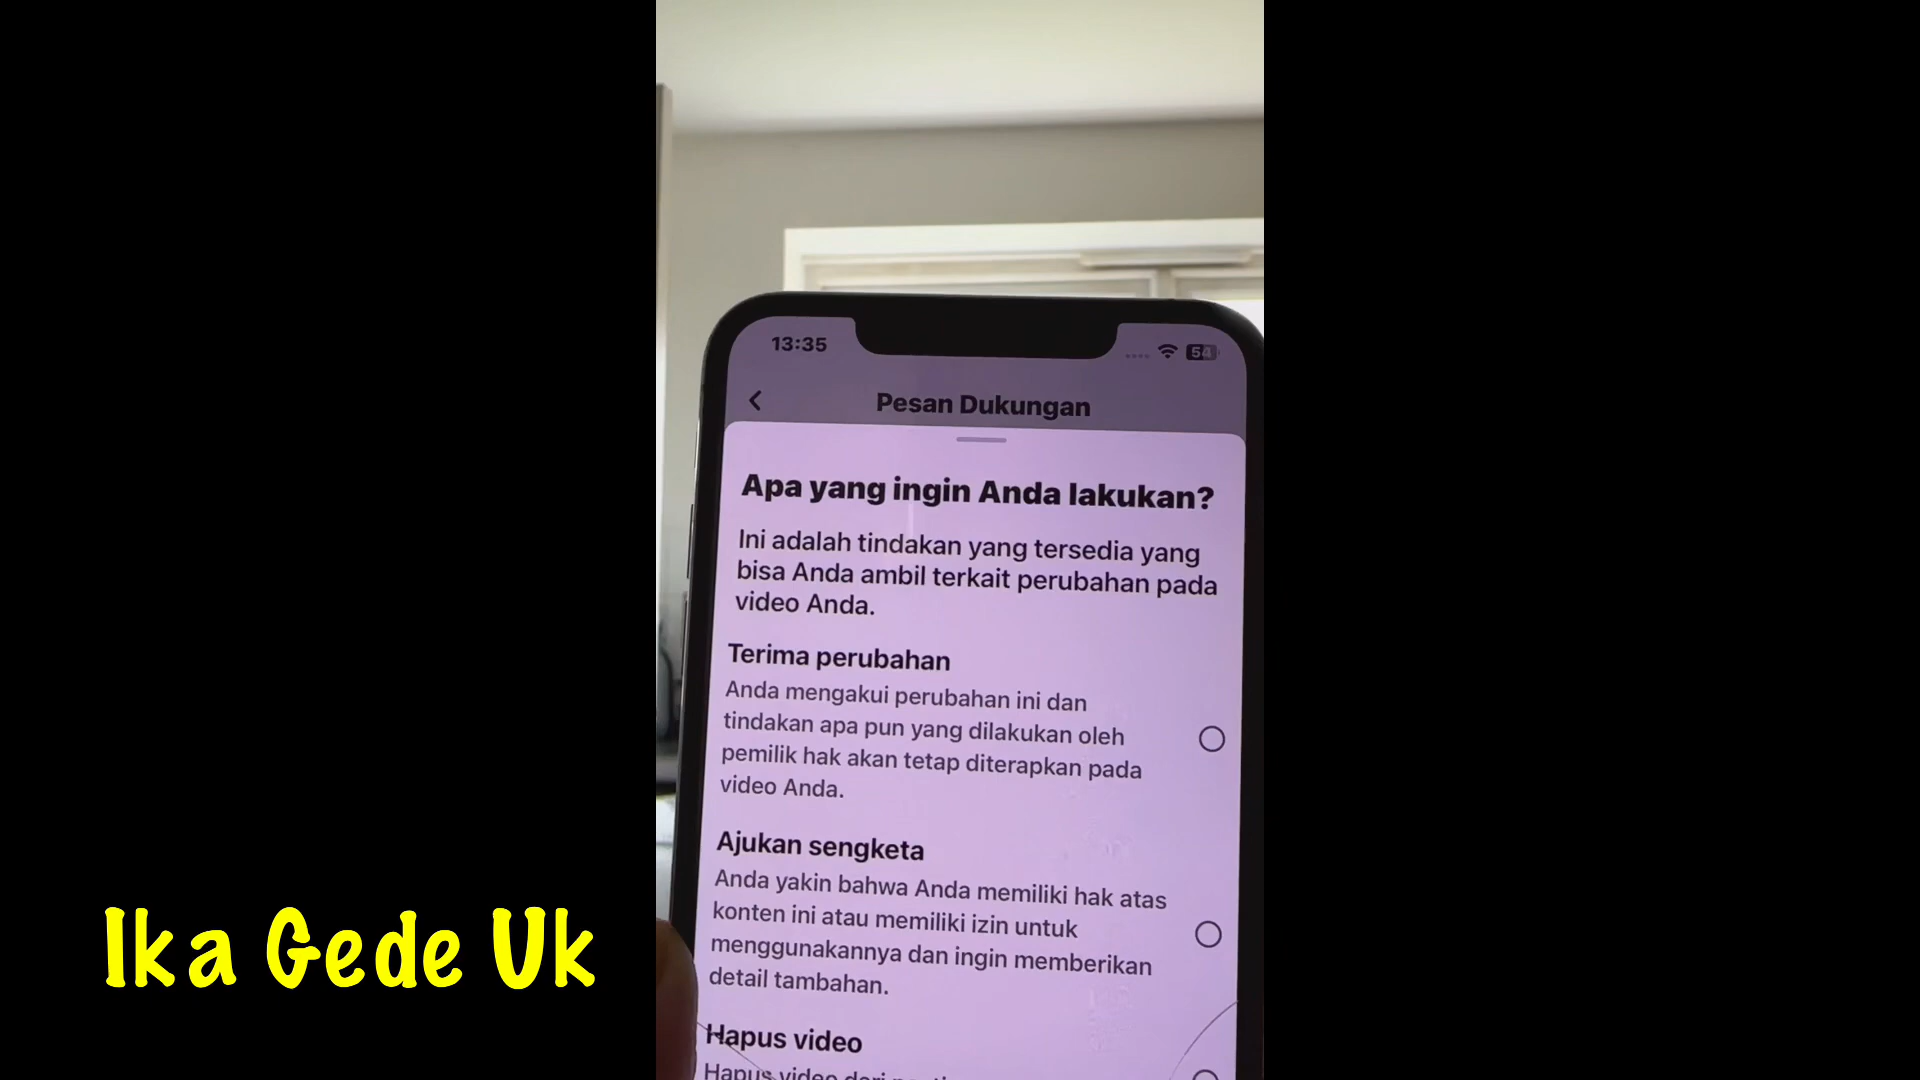 13:35
54
Pesan Dukungan
Apa yang ingin Anda lakukan?
Ini adalah tindakan yang tersedia yang
bisa Anda ambil terkait perubahan pada
video Anda.
Terima perubahan
Anda mengakui perubahan ini dan
tindakan apa pun yang dilakukan oleh
pemilik hak akan tetap diterapkan pada
video Anda.
Ajukan sengketa
Anda yakin bahwa Anda memiliki hak atas
konten ini atau memiliki izin untuk
menggunakannya dan ingin memberikan
detail tambahan.
Hapus video
Hapus video dari
Ika Gede Uk